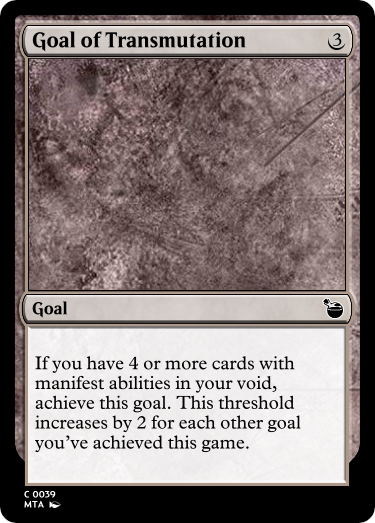 Goal of Transmutation 3
Goal
If you have 4 or more cards with
manifest abilities in your void,
achieve this goal. This threshold
increases by 2 for each other goal
you've achieved this game.
C 0039
MTA